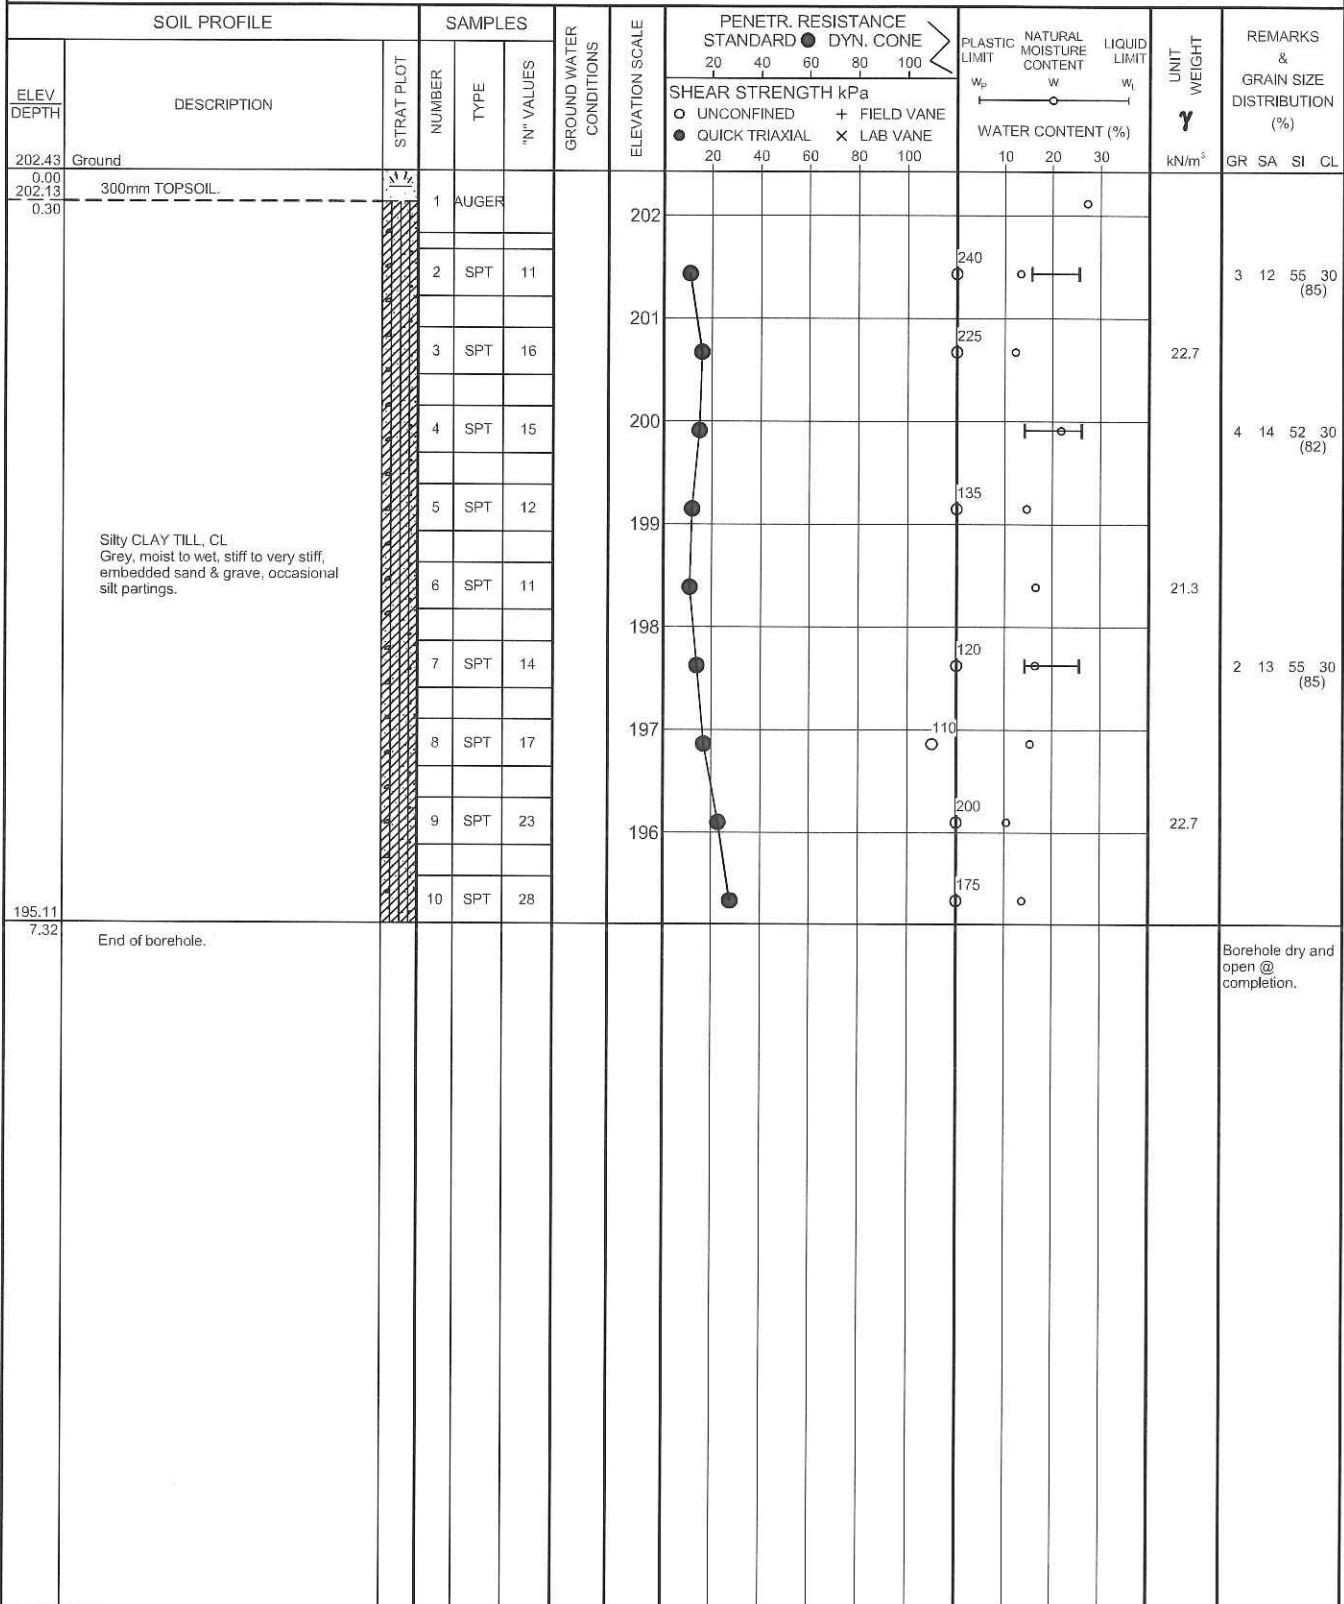 SOIL PROFILE
SAMPLES
GROUND WATER
CONDITIONS
ELEVATION SCALE
PENETR. RESISTANCE
STANDARD ● DYN. CONE
20 40 60 80 100
SHEAR STRENGTH kPa
○ UNCONFINED + FIELD VANE
● QUICK TRIAXIAL × LAB VANE
20 40 60 80 100
PLASTIC
LIMIT
NATURAL
MOISTURE
CONTENT
LIQUID
LIMIT
WP W WL
WATER CONTENT (%)
10 20 30
UNIT
WEIGHT
γ
kN/m³
REMARKS
&
GRAIN SIZE
DISTRIBUTION
(%)
GR SA SI CL
ELEV
DEPTH
DESCRIPTION
STRAT PLOT
NUMBER
TYPE
"N" VALUES
202.43 Ground
0.00
202.13 300mm TOPSOIL.
0.30
1 AUGER
202
2 SPT 11 240 3 12 55 30
(85)
201
3 SPT 16 225 22.7
200
4 SPT 15 4 14 52 30
(82)
5 SPT 12 135
199
Silty CLAY TILL, CL
Grey, moist to wet, stiff to very stiff,
embedded sand & grave, occasional
silt partings.
6 SPT 11 21.3
198
7 SPT 14 120 2 13 55 30
(85)
197
8 SPT 17 110
9 SPT 23 200 22.7
196
10 SPT 28 175
195.11
7.32
End of borehole.
Borehole dry and
open @
completion.